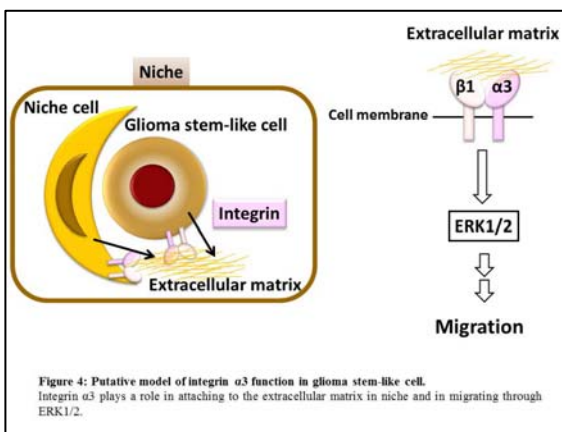 Niche
Niche cell
Glioma stem-like cell
Integrin
Extracellular matrix
Extracellular matrix
β1 α3
Cell membrane
ERK1/2
Migration
Figure 4: Putative model of integrin α3 function in glioma stem-like cell.
Integrin α3 plays a role in attaching to the extracellular matrix in niche and in migrating through
ERK1/2.